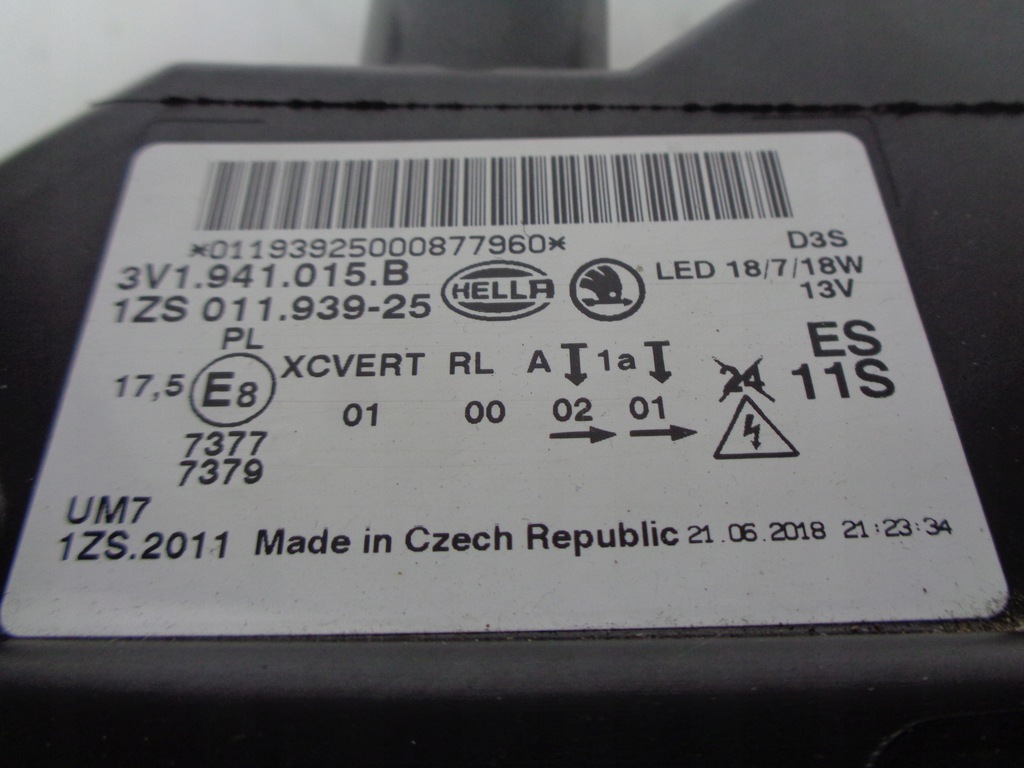 *01193925000877960*
D3S
3V1.941.015.B
HELLA
LED 18/7/18W
1ZS 011.939-25
13V
PL
ES
17,5 E8 XCVERT RL A 1a 24 11S
01 00 02 01
7377
7379
UM7
1ZS.2011 Made in Czech Republic 21.06.2018 21:23:34